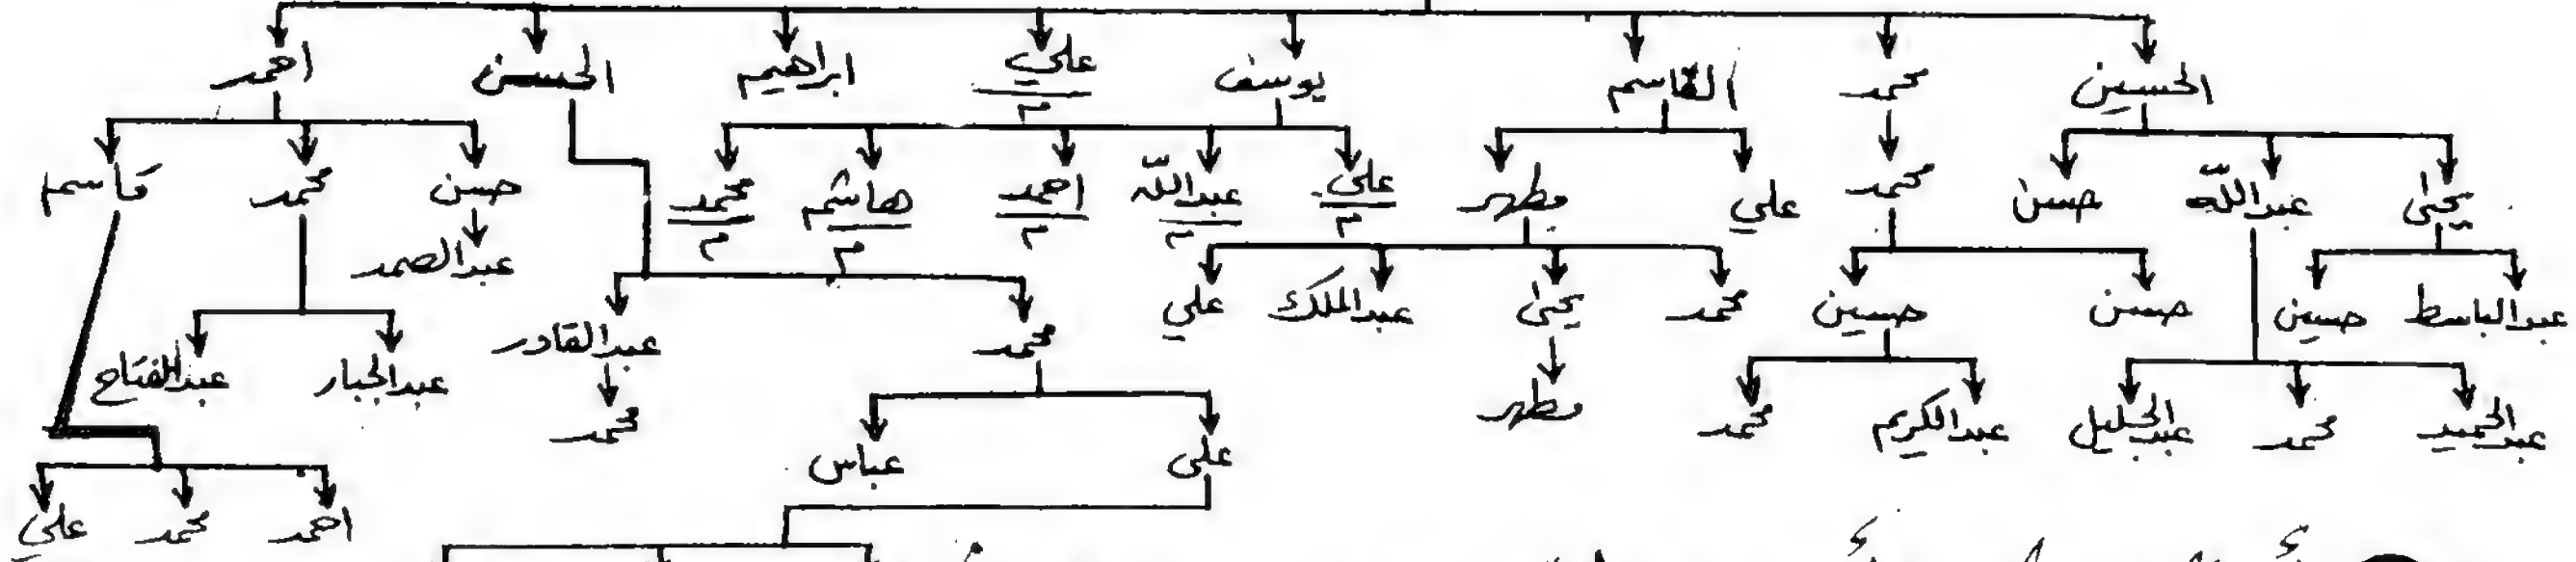 الحسين محمد القاسم يوسف علي ابراهيم الحسن احمد
م
يحيى عبدالله حسن محمد علي مطهر علي عبدالله احمد هاشم محمد حسن محمد قاسم
م م م م م
عبدالصمد
عبدالباسط حسين حسن حسين محمد يحيى عبدالملك علي محمد عبدالقادر
عبدالحميد محمد عبدالجليل عبدالكريم محمد مطهر محمد عبدالجبار عبدالفتاح
علي عباس
احمد محمد علي